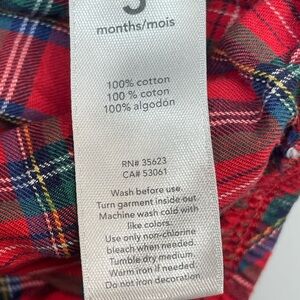 months/mois
100% cotton
100 % coton
100% algodón
RN# 35623
CA# 53061
Wash before use.
Turn garment inside out.
Machine wash cold with
like colors.
Use only non-chlorine
bleach when needed.
Tumble dry medium.
Warm iron if needed.
Do not iron decoration.